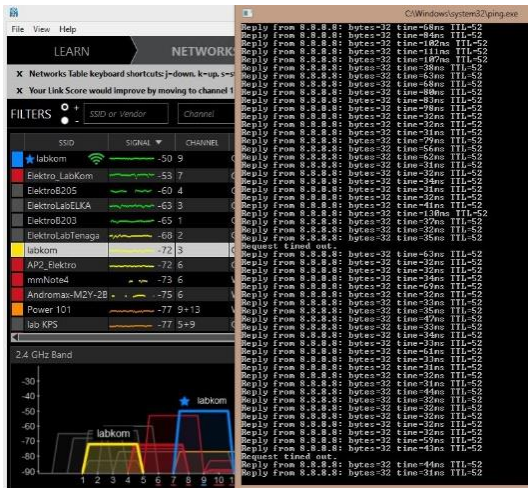 C:\Windows\system32\ping.exe
File View Help
LEARN
NETWORKS
X Networks Table keyboard shortcuts: j=down, k=up, s=st
X Your Link Score would improve by moving to channel 1
FILTERS + - SSID or Vendor Channel
SSID SIGNAL ▼ CHANNEL
★ labkom -50 9
Elektro_LabKom -53 7
ElektroB205 -60 4
ElektroLabELKA -63 3
ElektroB203 -65 1
ElektroLabTenaga -68 2
labkom -72 3
AP2_Elektro -72 6
mmNote4 -73 6
Andromax-M2Y-2B -75 6
Power 101 -77 9+13
lab KPS -77 5+9
2.4 GHz Band
-30
-40
-50
-60
-70
-80
-90
★ labkom
labkom
1 2 3 4 5 6 7 8 9 10 1
Reply from 8.8.8.8: bytes=32 time=68ms TTL=52
Reply from 8.8.8.8: bytes=32 time=84ms TTL=52
Reply from 8.8.8.8: bytes=32 time=102ms TTL=52
Reply from 8.8.8.8: bytes=32 time=111ms TTL=52
Reply from 8.8.8.8: bytes=32 time=107ms TTL=52
Reply from 8.8.8.8: bytes=32 time=38ms TTL=52
Reply from 8.8.8.8: bytes=32 time=63ms TTL=52
Reply from 8.8.8.8: bytes=32 time=68ms TTL=52
Reply from 8.8.8.8: bytes=32 time=80ms TTL=52
Reply from 8.8.8.8: bytes=32 time=83ms TTL=52
Reply from 8.8.8.8: bytes=32 time=98ms TTL=52
Reply from 8.8.8.8: bytes=32 time=32ms TTL=52
Reply from 8.8.8.8: bytes=32 time=32ms TTL=52
Reply from 8.8.8.8: bytes=32 time=31ms TTL=52
Reply from 8.8.8.8: bytes=32 time=79ms TTL=52
Reply from 8.8.8.8: bytes=32 time=56ms TTL=52
Reply from 8.8.8.8: bytes=32 time=62ms TTL=52
Reply from 8.8.8.8: bytes=32 time=31ms TTL=52
Reply from 8.8.8.8: bytes=32 time=32ms TTL=52
Reply from 8.8.8.8: bytes=32 time=34ms TTL=52
Reply from 8.8.8.8: bytes=32 time=31ms TTL=52
Reply from 8.8.8.8: bytes=32 time=32ms TTL=52
Reply from 8.8.8.8: bytes=32 time=41ms TTL=52
Reply from 8.8.8.8: bytes=32 time=130ms TTL=52
Reply from 8.8.8.8: bytes=32 time=37ms TTL=52
Reply from 8.8.8.8: bytes=32 time=32ms TTL=52
Reply from 8.8.8.8: bytes=32 time=35ms TTL=52
Request timed out.
Reply from 8.8.8.8: bytes=32 time=63ms TTL=52
Reply from 8.8.8.8: bytes=32 time=32ms TTL=52
Reply from 8.8.8.8: bytes=32 time=34ms TTL=52
Reply from 8.8.8.8: bytes=32 time=69ms TTL=52
Reply from 8.8.8.8: bytes=32 time=32ms TTL=52
Reply from 8.8.8.8: bytes=32 time=33ms TTL=52
Reply from 8.8.8.8: bytes=32 time=35ms TTL=52
Reply from 8.8.8.8: bytes=32 time=47ms TTL=52
Reply from 8.8.8.8: bytes=32 time=33ms TTL=52
Reply from 8.8.8.8: bytes=32 time=34ms TTL=52
Reply from 8.8.8.8: bytes=32 time=33ms TTL=52
Reply from 8.8.8.8: bytes=32 time=61ms TTL=52
Reply from 8.8.8.8: bytes=32 time=33ms TTL=52
Reply from 8.8.8.8: bytes=32 time=31ms TTL=52
Reply from 8.8.8.8: bytes=32 time=32ms TTL=52
Reply from 8.8.8.8: bytes=32 time=31ms TTL=52
Reply from 8.8.8.8: bytes=32 time=44ms TTL=52
Reply from 8.8.8.8: bytes=32 time=32ms TTL=52
Reply from 8.8.8.8: bytes=32 time=32ms TTL=52
Reply from 8.8.8.8: bytes=32 time=32ms TTL=52
Reply from 8.8.8.8: bytes=32 time=32ms TTL=52
Reply from 8.8.8.8: bytes=32 time=59ms TTL=52
Reply from 8.8.8.8: bytes=32 time=43ms TTL=52
Request timed out.
Reply from 8.8.8.8: bytes=32 time=44ms TTL=52
Reply from 8.8.8.8: bytes=32 time=31ms TTL=52